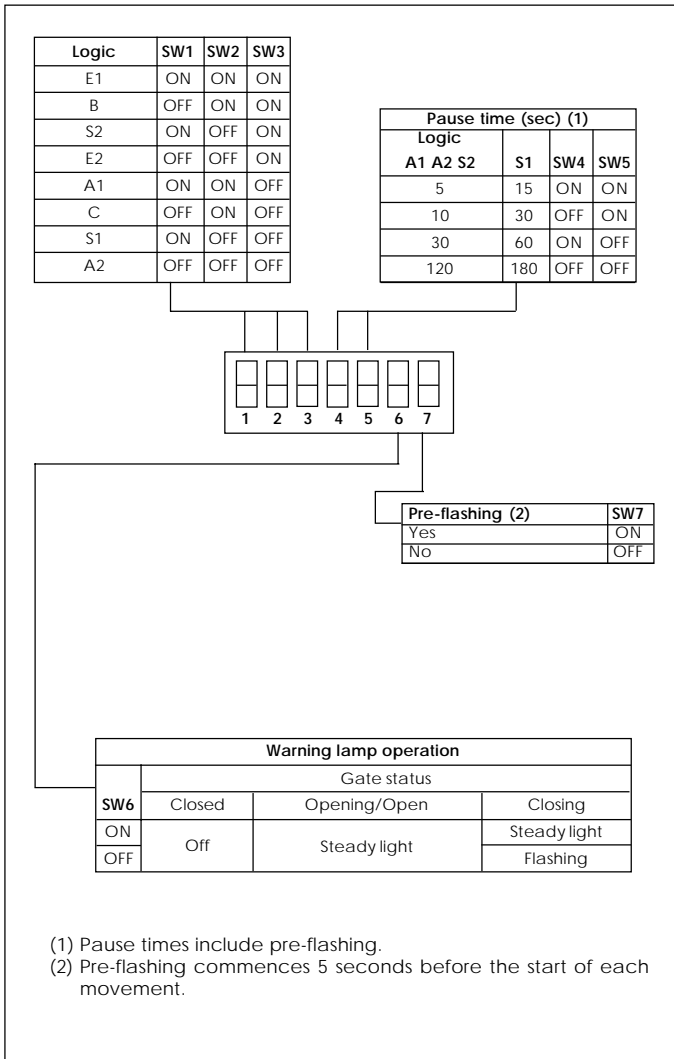 Logic SW1 SW2 SW3
E1 ON ON ON
B OFF ON ON
S2 ON OFF ON
E2 OFF OFF ON
A1 ON ON OFF
C OFF ON OFF
S1 ON OFF OFF
A2 OFF OFF OFF
Pause time (sec) (1)
Logic
A1 A2 S2 S1 SW4 SW5
5 15 ON ON
10 30 OFF ON
30 60 ON OFF
120 180 OFF OFF
1 2 3 4 5 6 7
Pre-flashing (2) SW7
Yes ON
No OFF
Warning lamp operation
Gate status
SW6 Closed Opening/Open Closing
ON Off Steady light Steady light
OFF Flashing
(1) Pause times include pre-flashing.
(2) Pre-flashing commences 5 seconds before the start of each
movement.